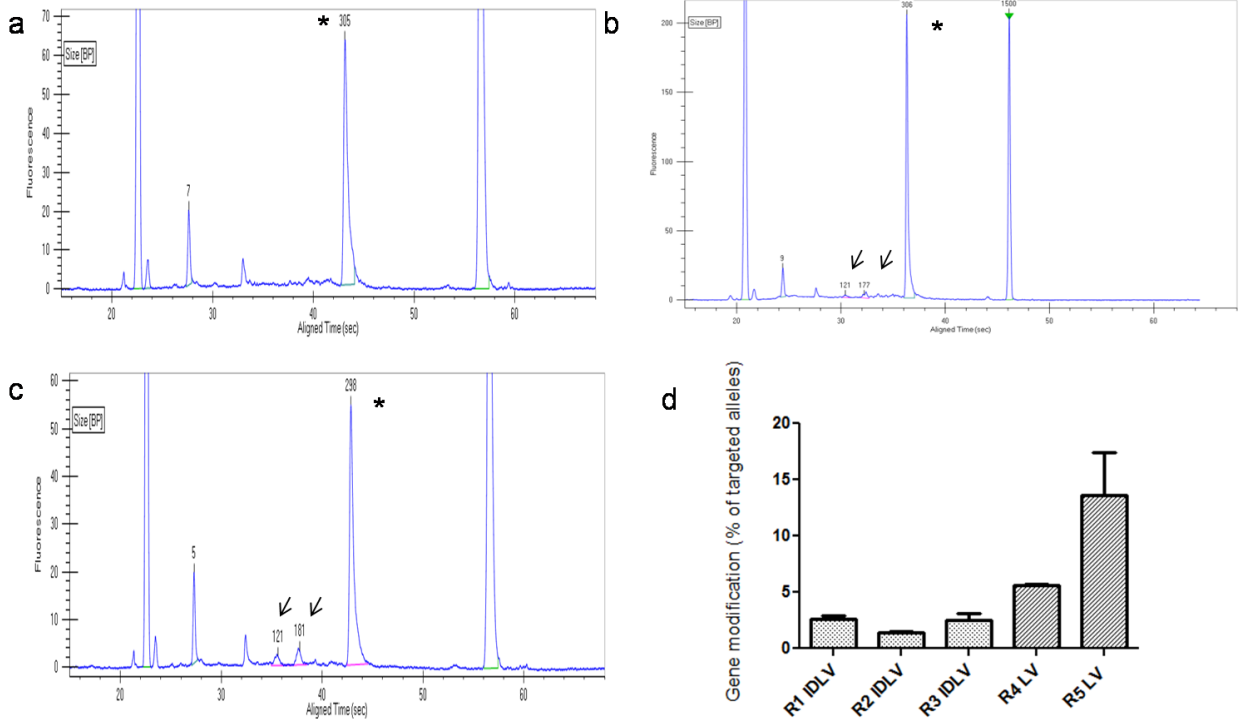 a
70
60
50
40
30
20
10
0
Size [BP]
Fluorescence
7
*
305
20
30
40
50
60
Aligned Time (sec)
b
200
150
100
50
0
Size [BP]
Fluorescence
9
121
177
306
*
1500
20
30
40
50
60
Aligned Time (sec)
c
60
50
40
30
20
10
0
Size [BP]
Fluorescence
5
121
181
298
*
20
30
40
50
60
Aligned Time (sec)
d
Gene modification (% of targeted alleles)
20
15
10
5
0
R1 IDLV
R2 IDLV
R3 IDLV
R4 LV
R5 LV